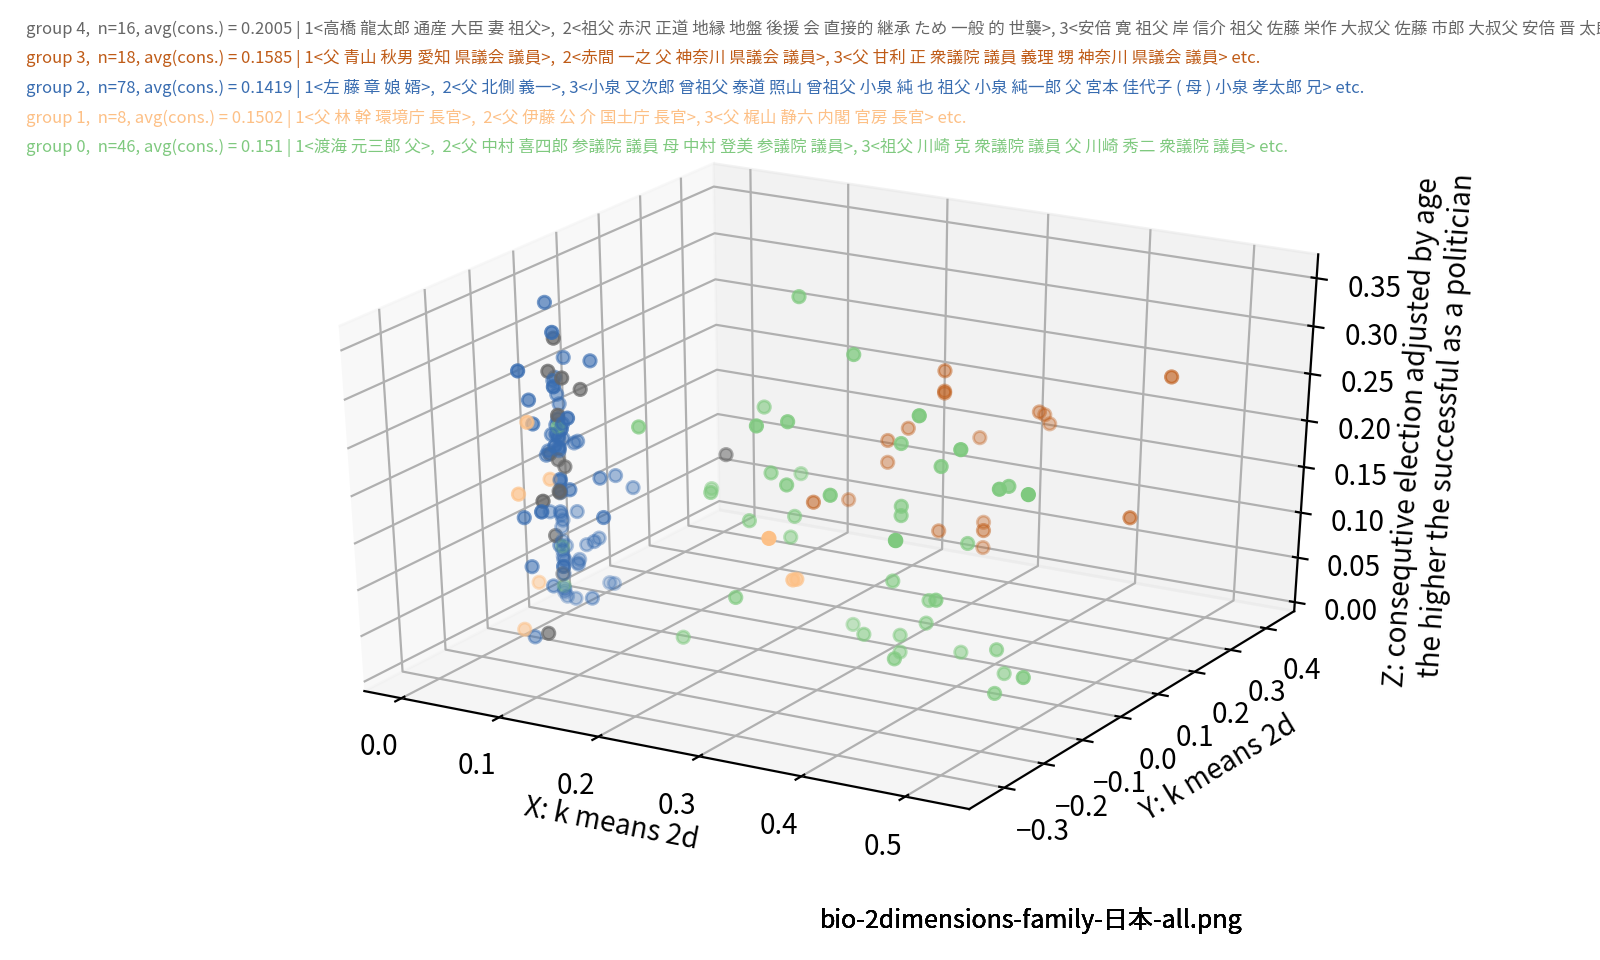 group 4,  n=16, avg(cons.) = 0.2005 | 1<高橋 龍太郎 通産 大臣 妻 祖父>,  2<祖父 赤沢 正道 地縁 地盤 後援 会 直接的 継承 ため 一般 的 世襲>, 3<安倍 寛 祖父 岸 信介 祖父 佐藤 栄作 大叔父 佐藤 市郎 大叔父 安倍 晋 太
group 3,  n=18, avg(cons.) = 0.1585 | 1<父 青山 秋男 愛知 県議会 議員>,  2<赤間 一之 父 神奈川 県議会 議員>, 3<父 甘利 正 衆議院 議員 義理 甥 神奈川 県議会 議員> etc.
group 2,  n=78, avg(cons.) = 0.1419 | 1<左 藤 章 娘 婿>,  2<父 北側 義一>, 3<小泉 又次郎 曾祖父 泰道 照山 曾祖父 小泉 純 也 祖父 小泉 純一郎 父 宮本 佳代子 ( 母 ) 小泉 孝太郎 兄> etc.
group 1,  n=8, avg(cons.) = 0.1502 | 1<父 林 幹 環境庁 長官>,  2<父 伊藤 公 介 国土庁 長官>, 3<父 梶山 静六 内閣 官房 長官> etc.
group 0,  n=46, avg(cons.) = 0.151 | 1<渡海 元三郎 父>,  2<父 中村 喜四郎 参議院 議員 母 中村 登美 参議院 議員>, 3<祖父 川崎 克 衆議院 議員 父 川崎 秀二 衆議院 議員> etc.
0.35
0.30
0.25
0.20
0.15
0.10
0.05
0.00
Z: consequtive election adjusted by age
the higher the successful as a politician
0.4
0.3
0.2
0.1
0.0
−0.1
−0.2
−0.3
Y: k means 2d
0.0
0.1
0.2
0.3
0.4
0.5
X: k means 2d
bio-2dimensions-family-日本-all.png